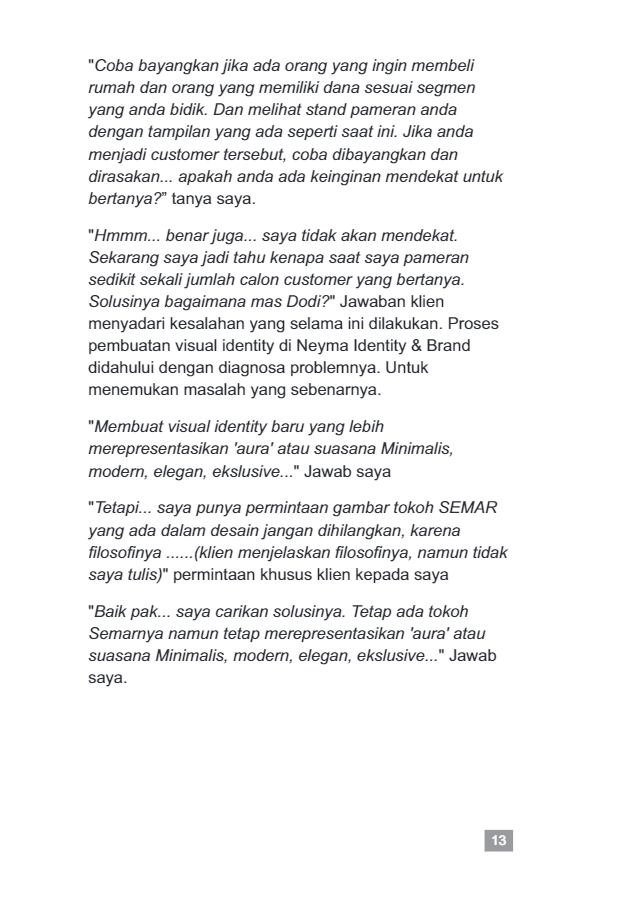 "Coba bayangkan jika ada orang yang ingin membeli
rumah dan orang yang memiliki dana sesuai segmen
yang anda bidik. Dan melihat stand pameran anda
dengan tampilan yang ada seperti saat ini. Jika anda
menjadi customer tersebut, coba dibayangkan dan
dirasakan... apakah anda ada keinginan mendekat untuk
bertanya?” tanya saya.
"Hmmm... benar juga... saya tidak akan mendekat.
Sekarang saya jadi tahu kenapa saat saya pameran
sedikit sekali jumlah calon customer yang bertanya.
Solusinya bagaimana mas Dodi?" Jawaban klien
menyadari kesalahan yang selama ini dilakukan. Proses
pembuatan visual identity di Neyma Identity & Brand
didahului dengan diagnosa problemnya. Untuk
menemukan masalah yang sebenarnya.
"Membuat visual identity baru yang lebih
merepresentasikan 'aura' atau suasana Minimalis,
modern, elegan, ekslusive..." Jawab saya
"Tetapi... saya punya permintaan gambar tokoh SEMAR
yang ada dalam desain jangan dihilangkan, karena
filosofinya ......(klien menjelaskan filosofinya, namun tidak
saya tulis)" permintaan khusus klien kepada saya
"Baik pak... saya carikan solusinya. Tetap ada tokoh
Semarnya namun tetap merepresentasikan 'aura' atau
suasana Minimalis, modern, elegan, ekslusive..." Jawab
saya.
13